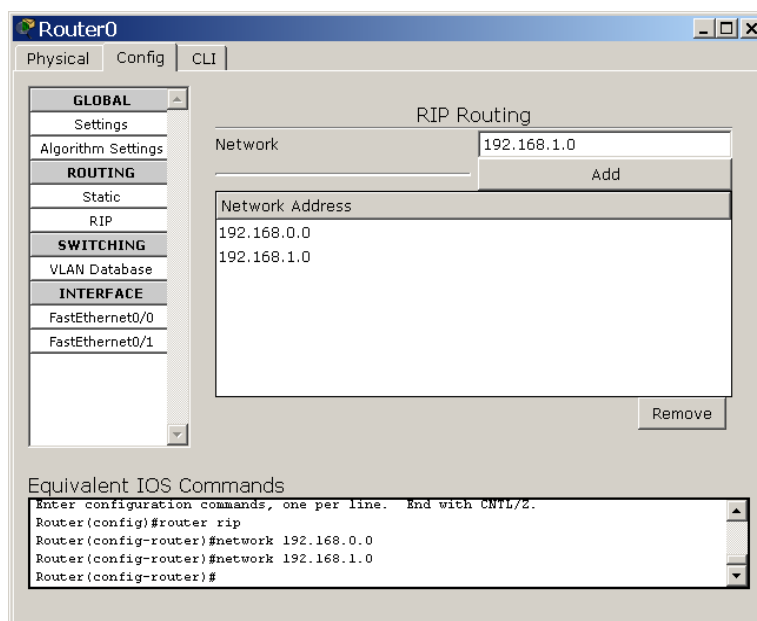 Router0
Physical Config CLI
GLOBAL
Settings
Algorithm Settings
ROUTING
Static
RIP
SWITCHING
VLAN Database
INTERFACE
FastEthernet0/0
FastEthernet0/1
RIP Routing
Network 192.168.1.0
Add
Network Address
192.168.0.0
192.168.1.0
Remove
Equivalent IOS Commands
Enter configuration commands, one per line. End with CNTL/Z.
Router(config)#router rip
Router(config-router)#network 192.168.0.0
Router(config-router)#network 192.168.1.0
Router(config-router)#